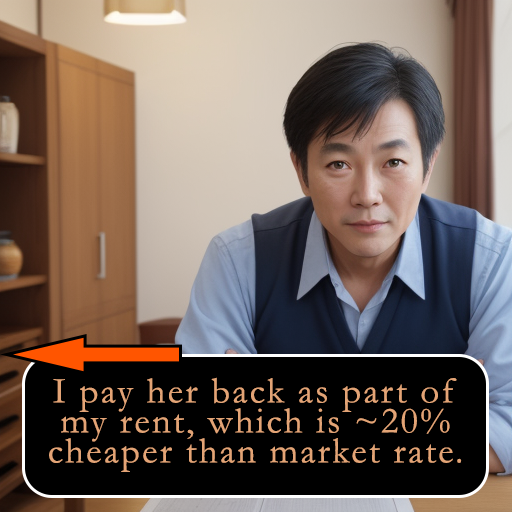 I pay her back as part of
my rent, which is ~20%
cheaper than market rate.